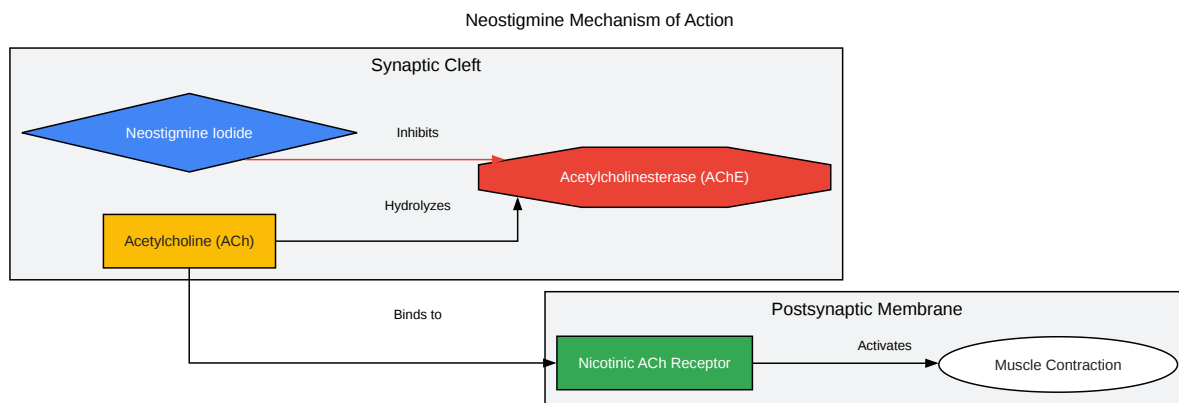 Neostigmine Mechanism of Action
Synaptic Cleft
Neostigmine Iodide
Inhibits
Acetylcholinesterase (AChE)
Hydrolyzes
Acetylcholine (ACh)
Binds to
Postsynaptic Membrane
Nicotinic ACh Receptor
Activates
Muscle Contraction